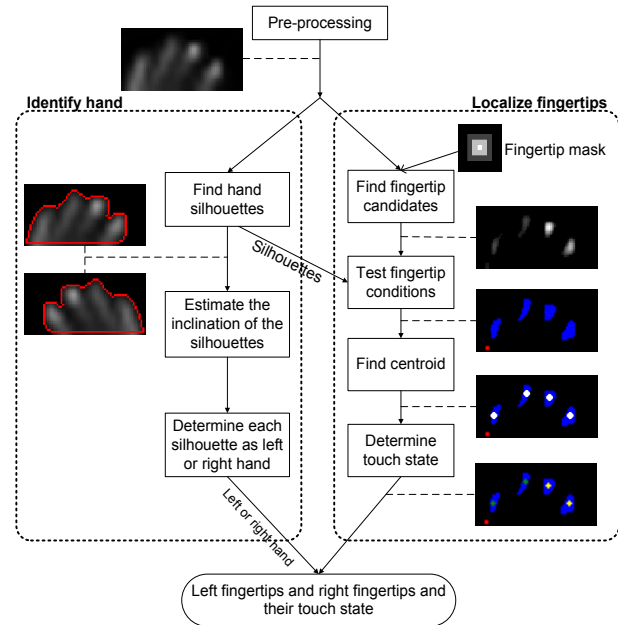 Pre-processing
Identify hand
Localize fingertips
Fingertip mask
Find hand
silhouettes
Find fingertip
candidates
Silhouettes
Test fingertip
conditions
Estimate the
inclination of the
silhouettes
Find centroid
Determine each
silhouette as left
or right hand
Determine
touch state
Left or right hand
Left fingertips and right fingertips and
their touch state